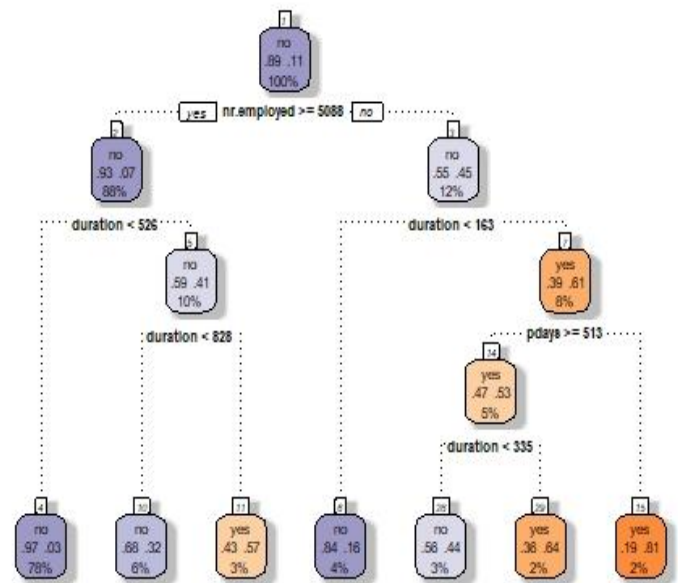 1
no
.89 .11
100%
yes nr.employed >= 5088 no
2
no
.93 .07
88%
3
no
.55 .45
12%
duration < 526
duration < 163
5
no
.59 .41
10%
7
yes
.39 .61
8%
duration < 828
pdays >= 513
14
yes
.47 .53
5%
duration < 335
4
no
.97 .03
78%
10
no
.68 .32
6%
11
yes
.43 .57
3%
6
no
.84 .16
4%
28
no
.56 .44
3%
29
yes
.36 .64
2%
15
yes
.19 .81
2%